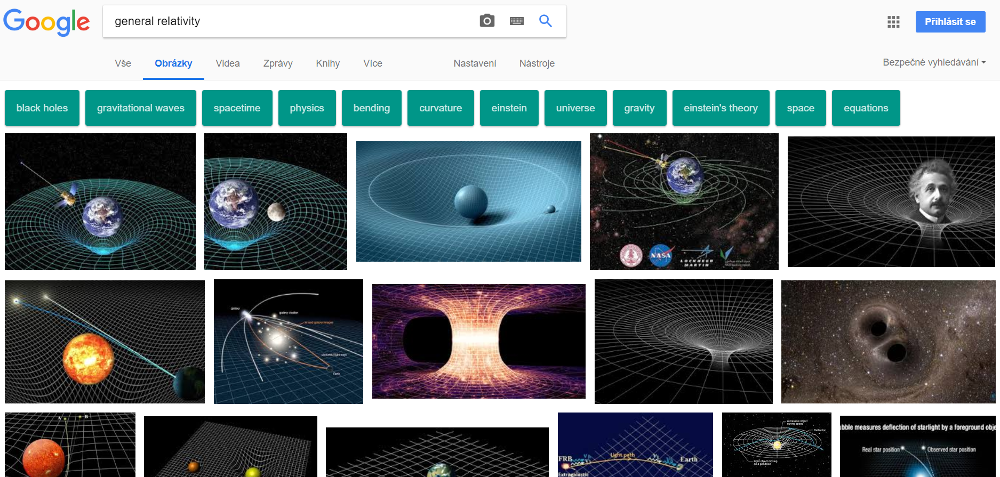 Google
general relativity
Přihlásit se
Vše Obrázky Videa Zprávy Knihy Více Nastavení Nástroje
Bezpečné vyhledávání
black holes gravitational waves spacetime physics bending curvature einstein universe gravity einstein's theory space equations
NASA
LOCKHEED
MARTIN
galaxy
galaxy cluster
lensed galaxy images
distorted light-rays
Earth
A B
FRB Light path Earth
Extragalactic
A massive object
curves space
Deflection
Light object moving
on a geodesic
ubble measures deflection of starlight by a foreground obje
Real star position Observed star position